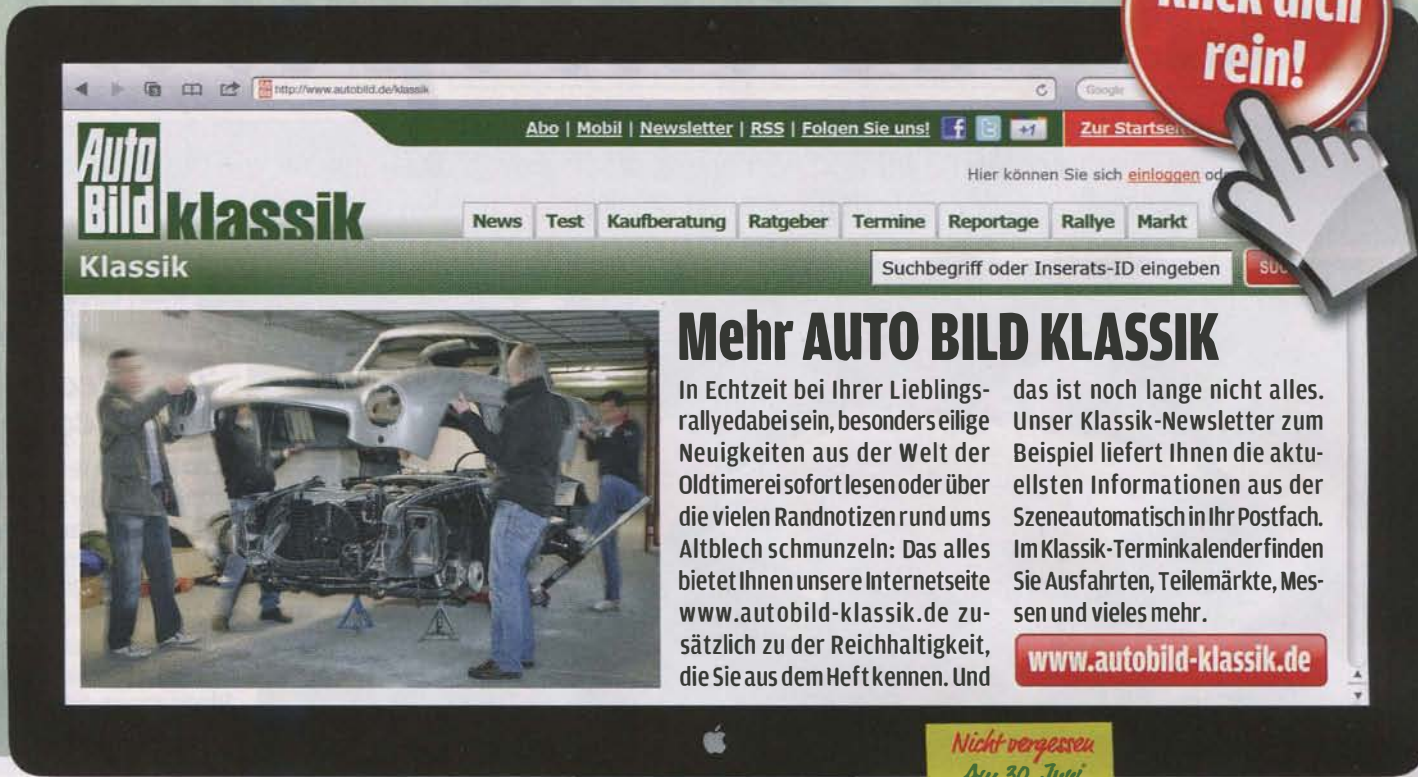 Klick dich
rein!
http://www.autobild.de/klassik
Google
Abo | Mobil | Newsletter | RSS | Folgen Sie uns! f +1 Zur
Hier können Sie sich einloggen
Auto
Bild klassik
News Test Kaufberatung Ratgeber Termine Reportage Rallye Markt
Klassik
Suchbegriff oder Inserats-ID eingeben
Mehr AUTO BILD KLASSIK
In Echtzeit bei Ihrer Lieblings-
rallye dabei sein, besonders eilige
Neuigkeiten aus der Welt der
Oldtimerei sofort lesen oder über
die vielen Randnotizen rund ums
Altblech schmunzeln: Das alles
bietet Ihnen unsere Internetseite
www.autobild-klassik.de zu-
sätzlich zu der Reichhaltigkeit,
die Sie aus dem Heft kennen. Und
das ist noch lange nicht alles.
Unser Klassik-Newsletter zum
Beispiel liefert Ihnen die aktu-
ellsten Informationen aus der
Szene automatisch in Ihr Postfach.
Im Klassik-Terminkalender finden
Sie Ausfahrten, Teilemärkte, Mes-
sen und vieles mehr.
www.autobild-klassik.de
Nicht vergessen
Am 30. Juni